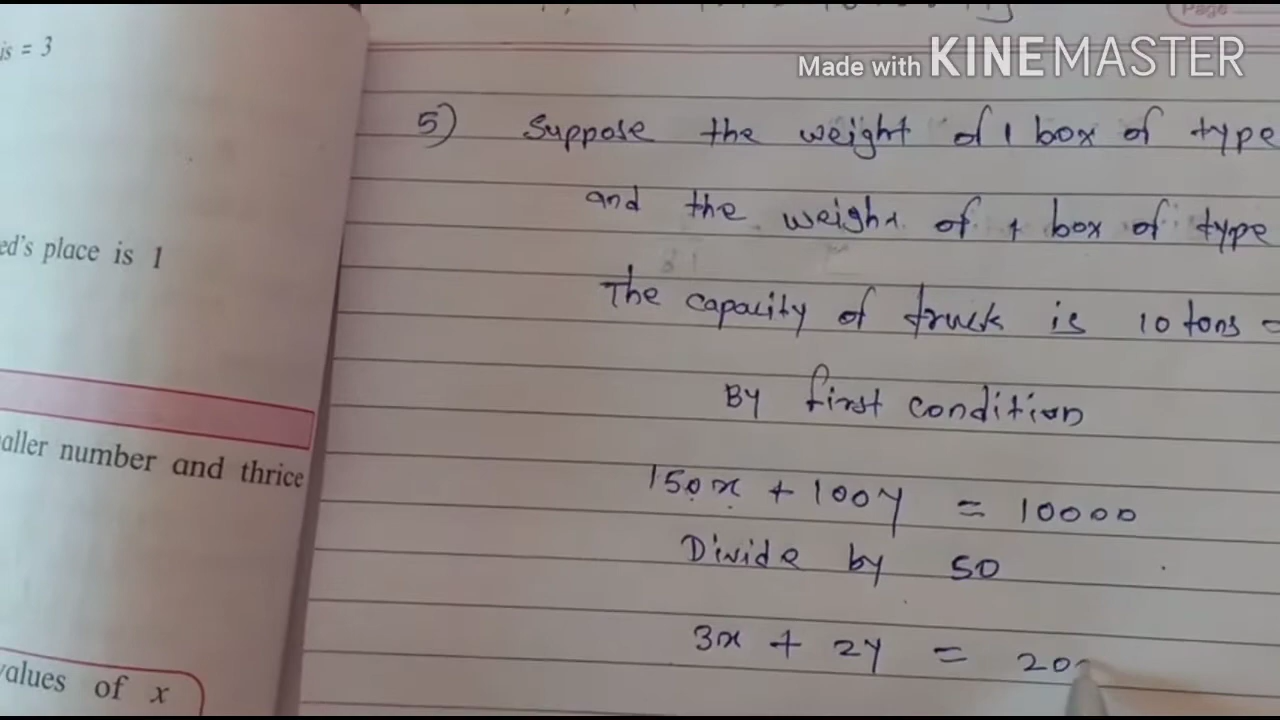 Made with KINEMASTER
Page
is = 3
ed's place is 1
aller number and thrice
values of x
5) Suppose the weight of 1 box of type
and the weight of 1 box of type
The capacity of truck is 10 tons =
By first condition
150x + 100y = 10000
Divide by 50
3x + 2y = 20